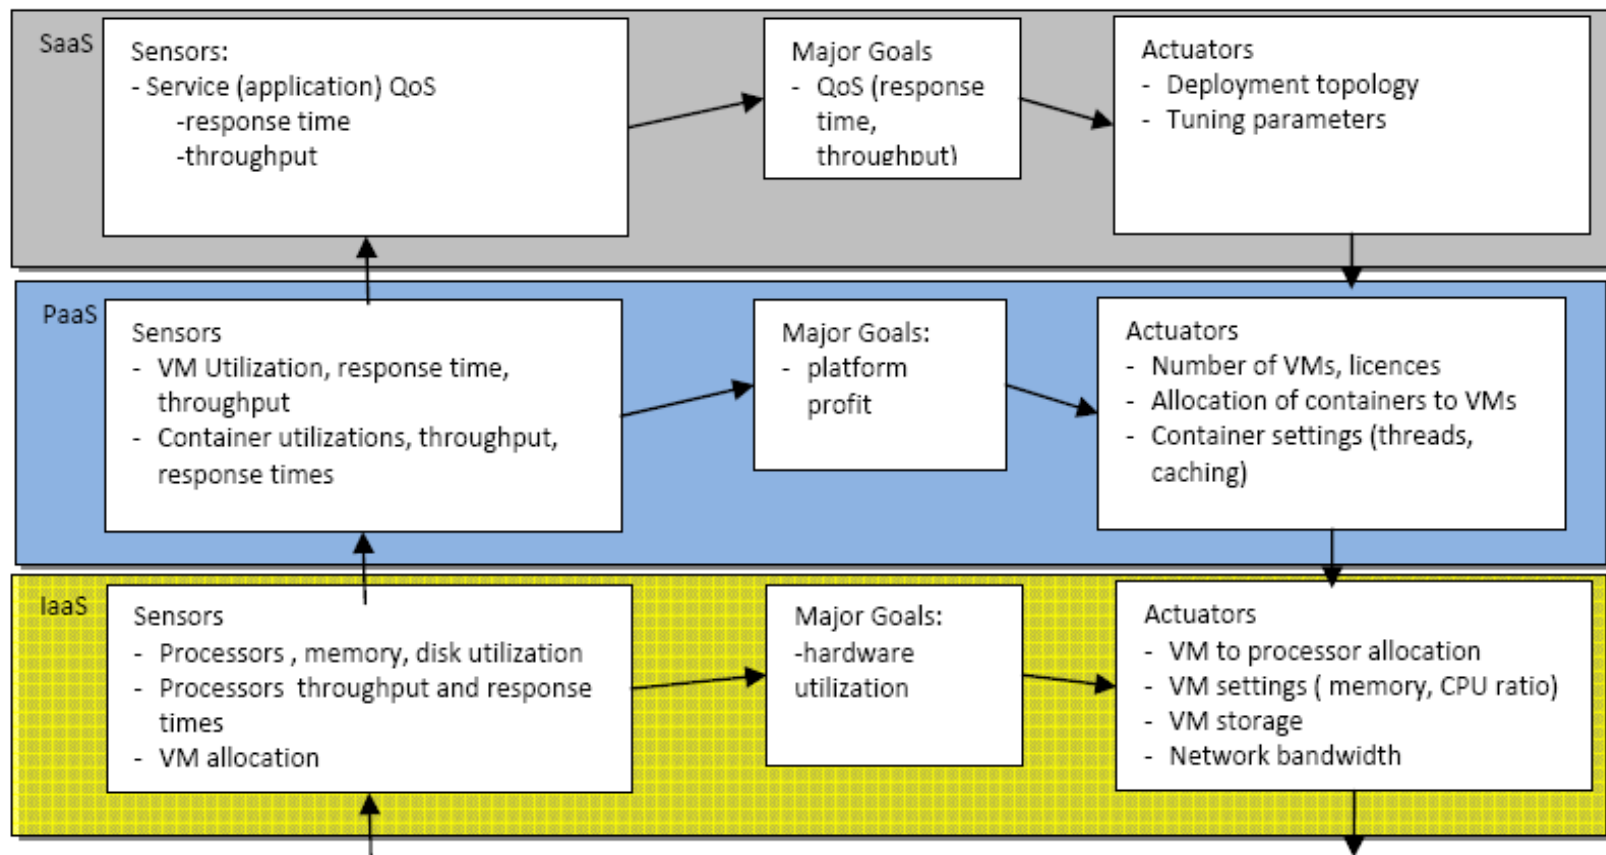 SaaS
Sensors:
- Service (application) QoS
-response time
-throughput
Major Goals
- QoS (response
time,
throughput)
Actuators
- Deployment topology
- Tuning parameters
PaaS
Sensors
- VM Utilization, response time,
throughput
- Container utilizations, throughput,
response times
Major Goals:
- platform
profit
Actuators
- Number of VMs, licences
- Allocation of containers to VMs
- Container settings (threads,
caching)
IaaS
Sensors
- Processors , memory, disk utilization
- Processors throughput and response
times
- VM allocation
Major Goals:
-hardware
utilization
Actuators
- VM to processor allocation
- VM settings ( memory, CPU ratio)
- VM storage
- Network bandwidth